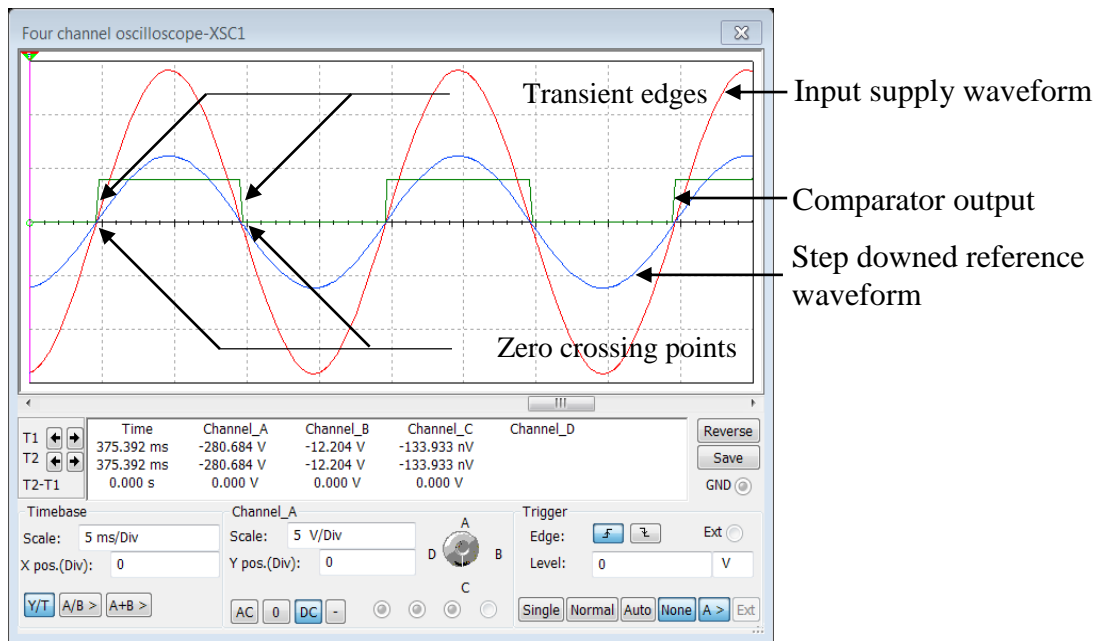 Four channel oscilloscope-XSC1
Transient edges
Input supply waveform
Comparator output
Step downed reference
waveform
Zero crossing points
T1
T2
T2-T1
Time Channel_A Channel_B Channel_C Channel_D
375.392 ms -280.684 V -12.204 V -133.933 nV
375.392 ms -280.684 V -12.204 V -133.933 nV
0.000 s 0.000 V 0.000 V 0.000 V
Reverse
Save
GND
Timebase
Scale: 5 ms/Div
X pos.(Div): 0
Y/T A/B > A+B >
Channel_A
Scale: 5 V/Div
Y pos.(Div): 0
AC 0 DC -
A
D B
C
Trigger
Edge: Ext
Level: 0 V
Single Normal Auto None A > Ext